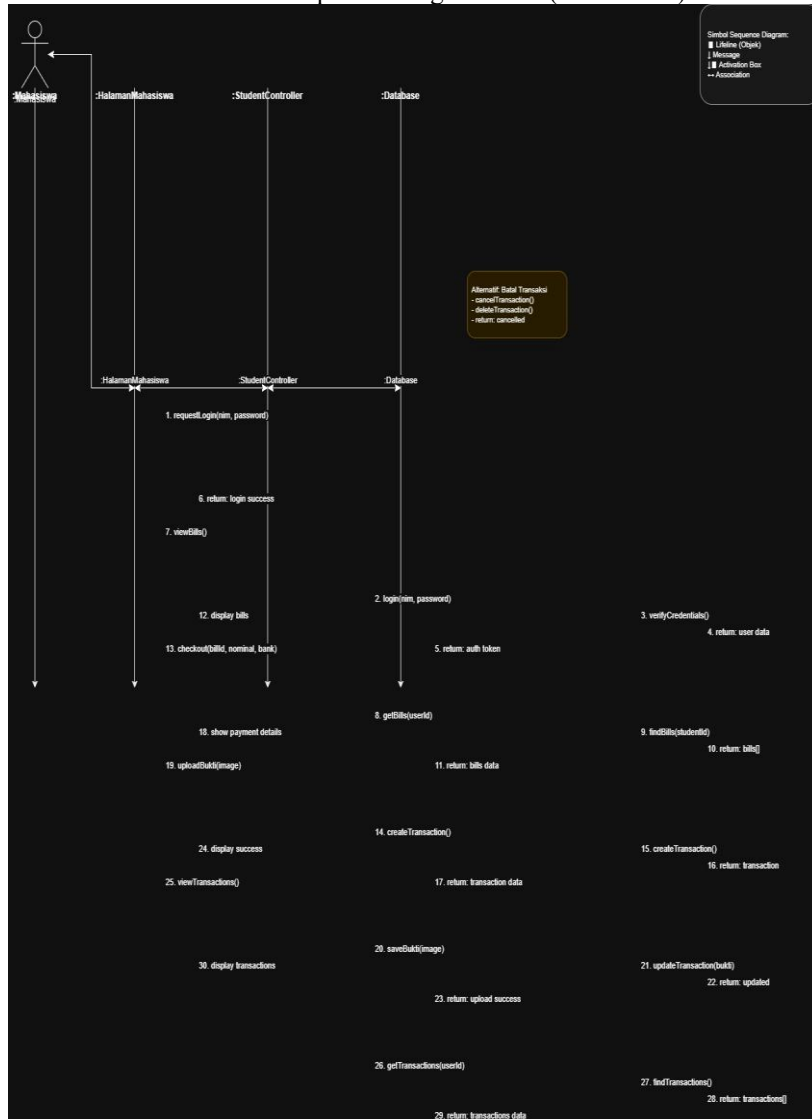 Simbol Sequence Diagram:
Lifeline (Objek)
Message
Activation Box
Association
:Mahasiswa
:Mahasiswa
:HalamanMahasiswa
:StudentController
:Database
Alternatif: Batal Transaksi
- cancelTransaction()
- deleteTransaction()
- return: cancelled
:HalamanMahasiswa
:StudentController
:Database
1. requestLogin(nim, password)
6. return: login success
7. viewBills()
2. login(nim, password)
12. display bills
3. verifyCredentials()
4. return: user data
13. checkout(billId, nominal, bank)
5. return: auth token
8. getBills(userId)
18. show payment details
9. findBills(studentId)
10. return: bills[]
19. uploadBukti(image)
11. return: bills data
14. createTransaction()
24. display success
15. createTransaction()
16. return: transaction
25. viewTransactions()
17. return: transaction data
20. saveBukti(image)
30. display transactions
21. updateTransaction(bukti)
22. return: updated
23. return: upload success
26. getTransactions(userId)
27. findTransactions()
28. return: transactions[]
29. return: transactions data